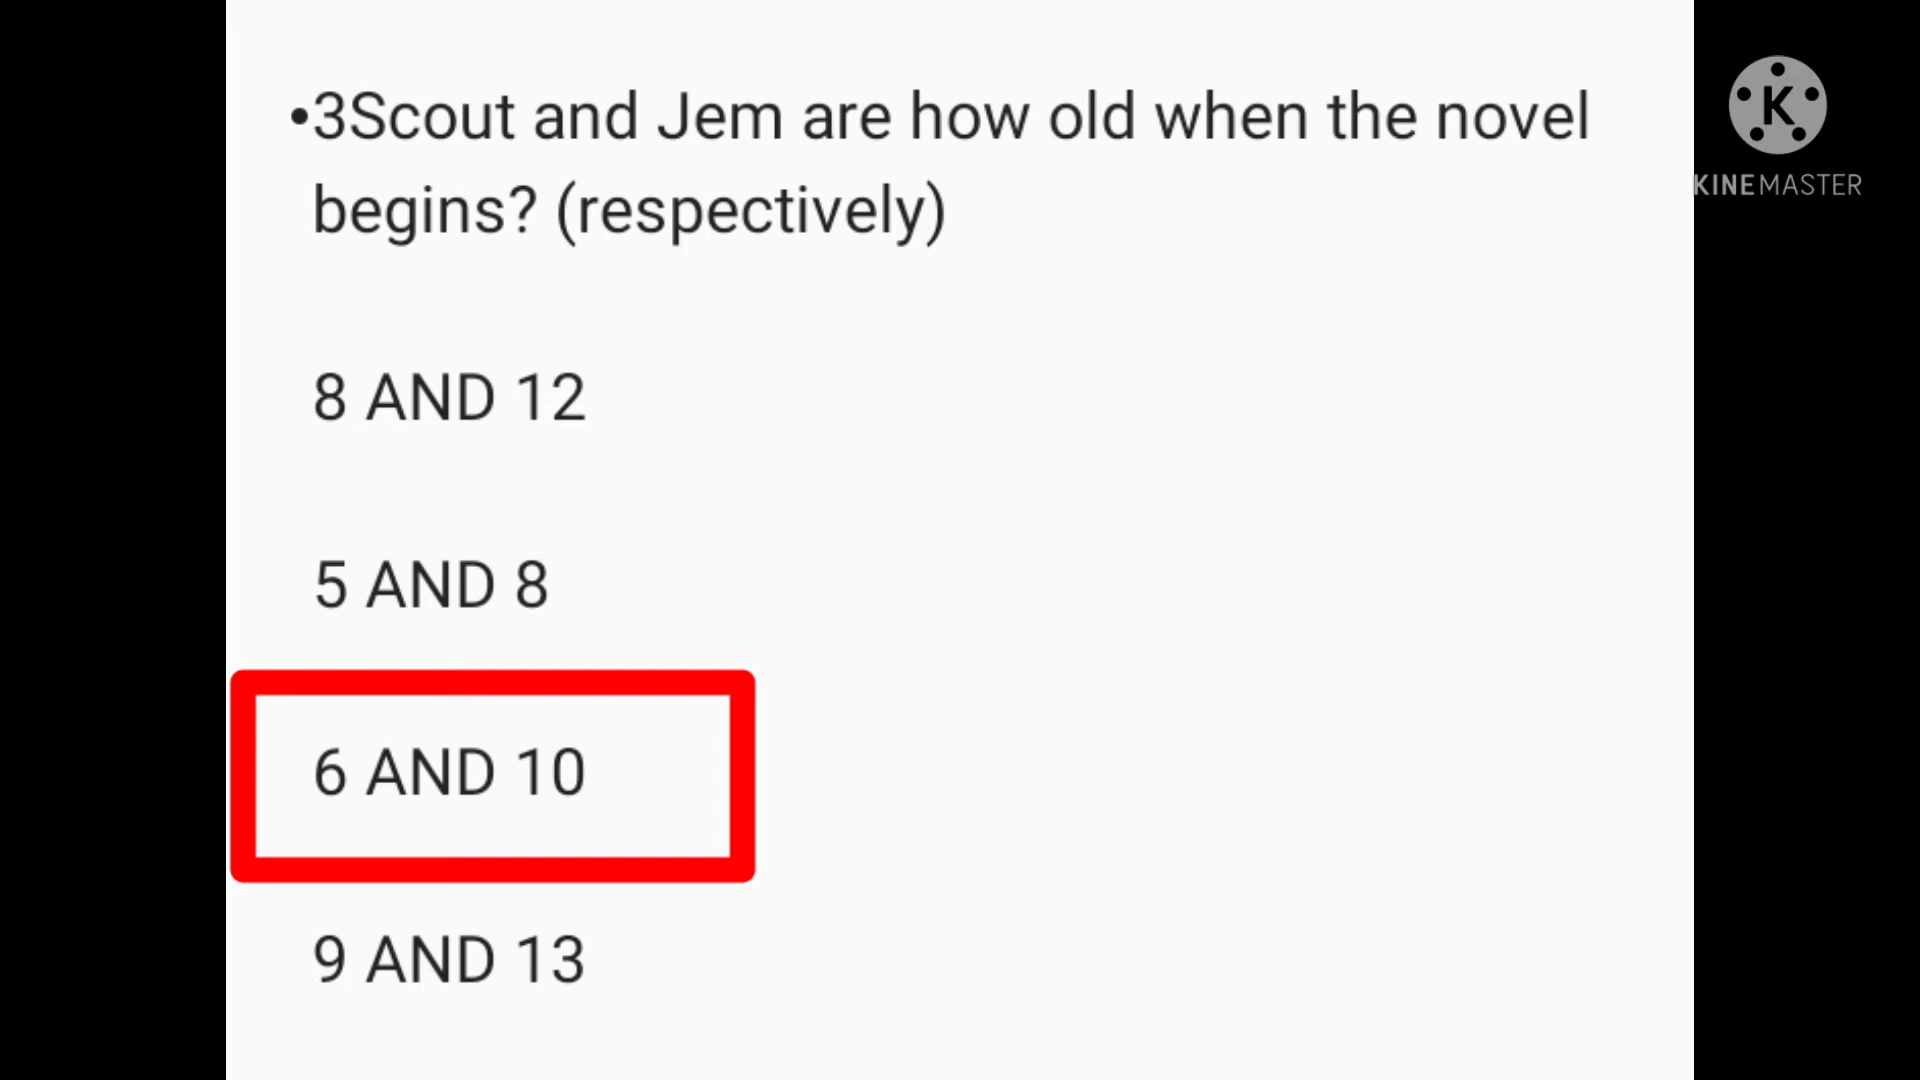 •3Scout and Jem are how old when the novel
begins? (respectively)
8 AND 12
5 AND 8
6 AND 10
9 AND 13
K
KINEMASTER